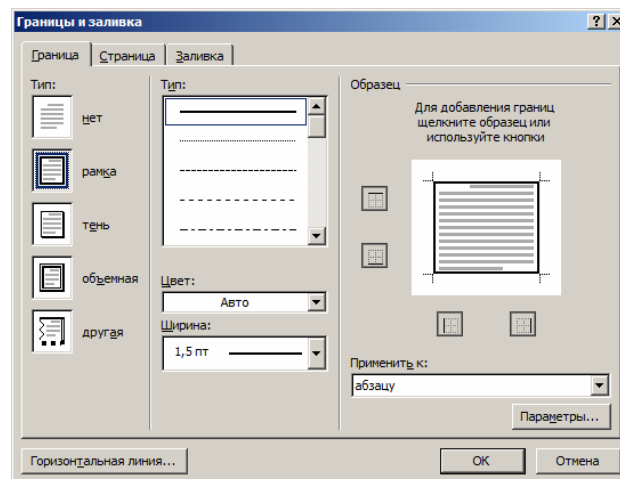 Границы и заливка
Граница Страница Заливка
Тип:
нет
рамка
тень
объемная
другая
Тип:
Цвет:
Авто
Ширина:
1,5 пт
Образец
Для добавления границ
щелкните образец или
используйте кнопки
Применить к:
абзацу
Параметры...
Горизонтальная линия...
ОК
Отмена